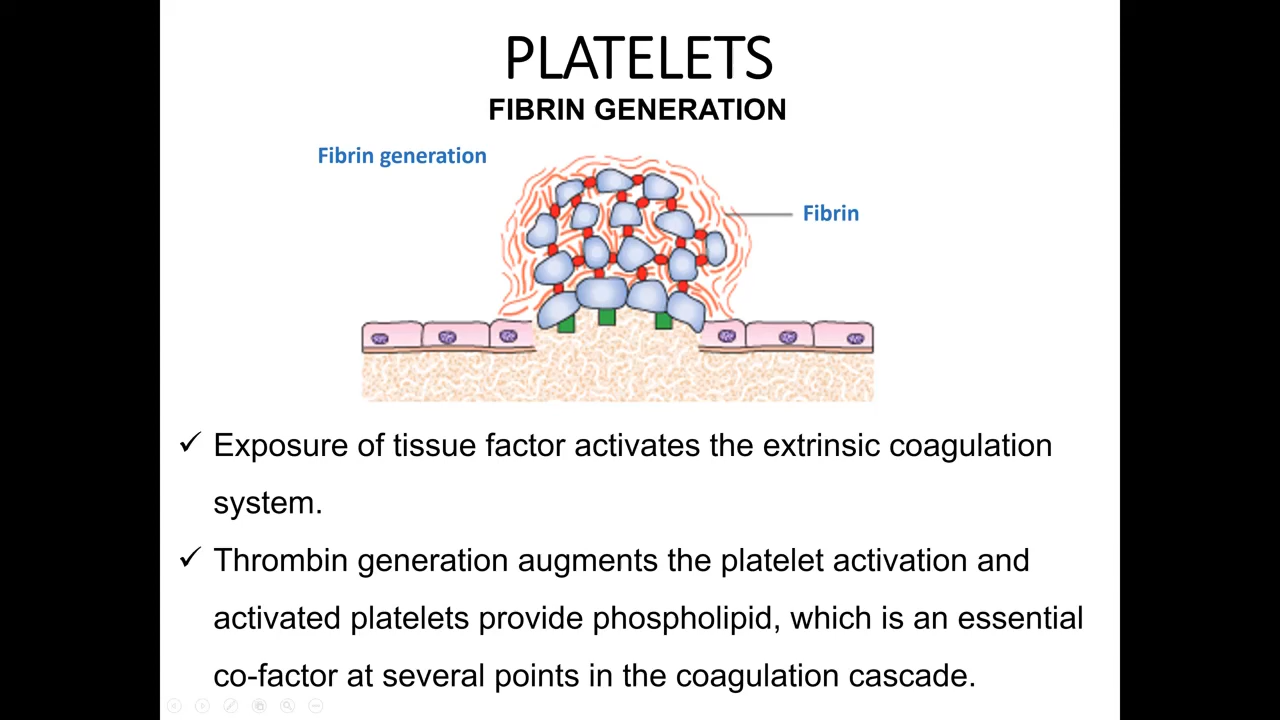 PLATELETS
FIBRIN GENERATION
Fibrin generation
Fibrin
✓ Exposure of tissue factor activates the extrinsic coagulation
system.
✓ Thrombin generation augments the platelet activation and
activated platelets provide phospholipid, which is an essential
co-factor at several points in the coagulation cascade.